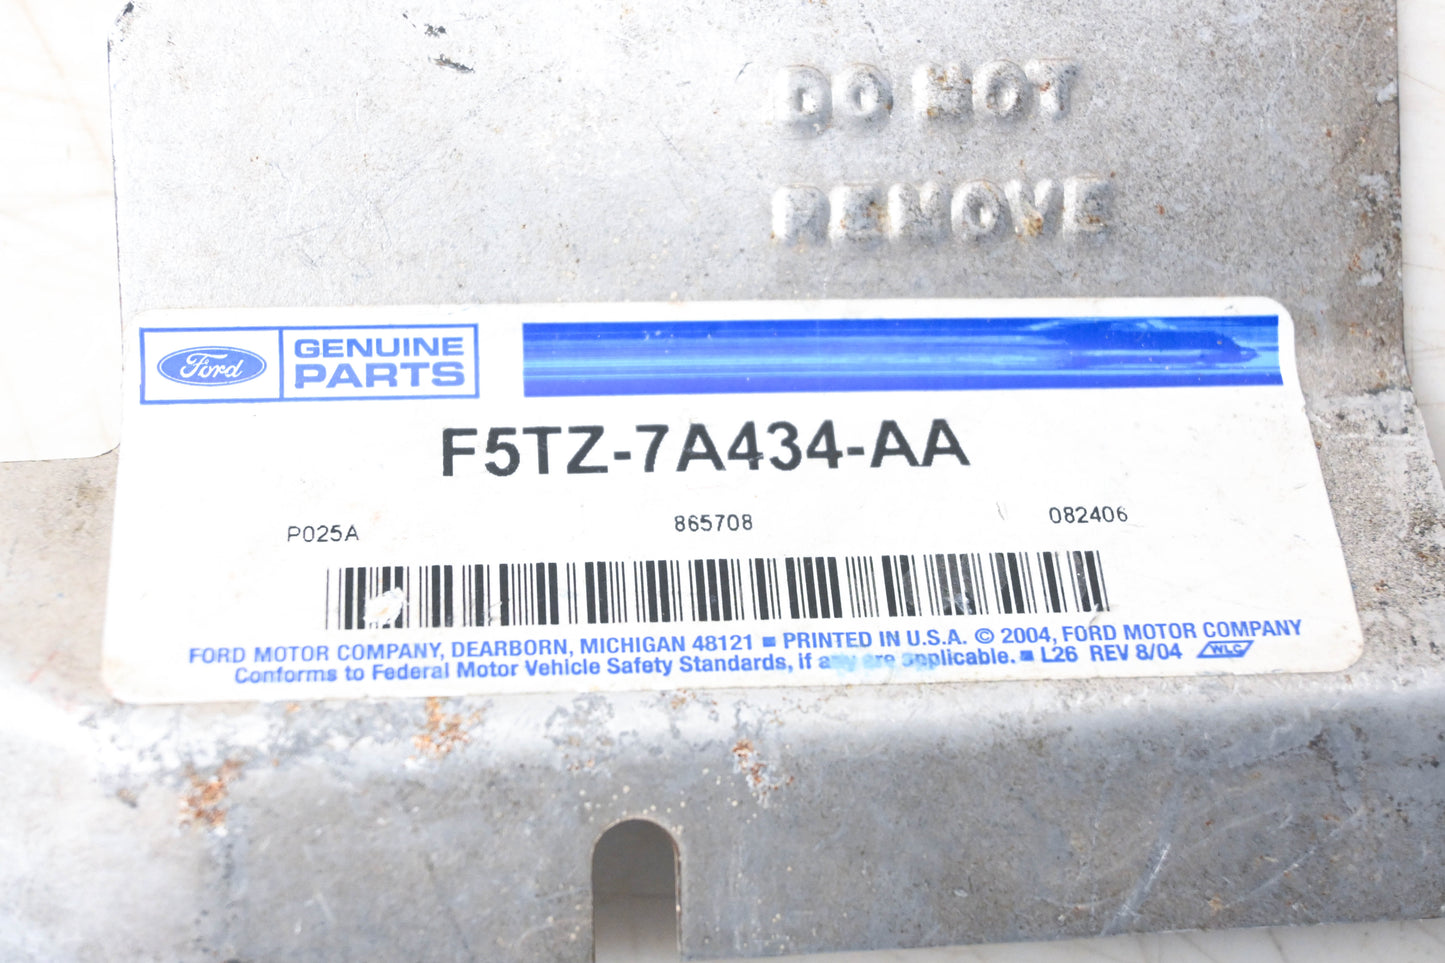 DO NOT
REMOVE
Ford GENUINE
PARTS
F5TZ-7A434-AA
P025A 865708 082406
FORD MOTOR COMPANY, DEARBORN, MICHIGAN 48121 ■ PRINTED IN U.S.A. © 2004, FORD MOTOR COMPANY
Conforms to Federal Motor Vehicle Safety Standards, if any are applicable. ■ L26 REV 8/04 WLC